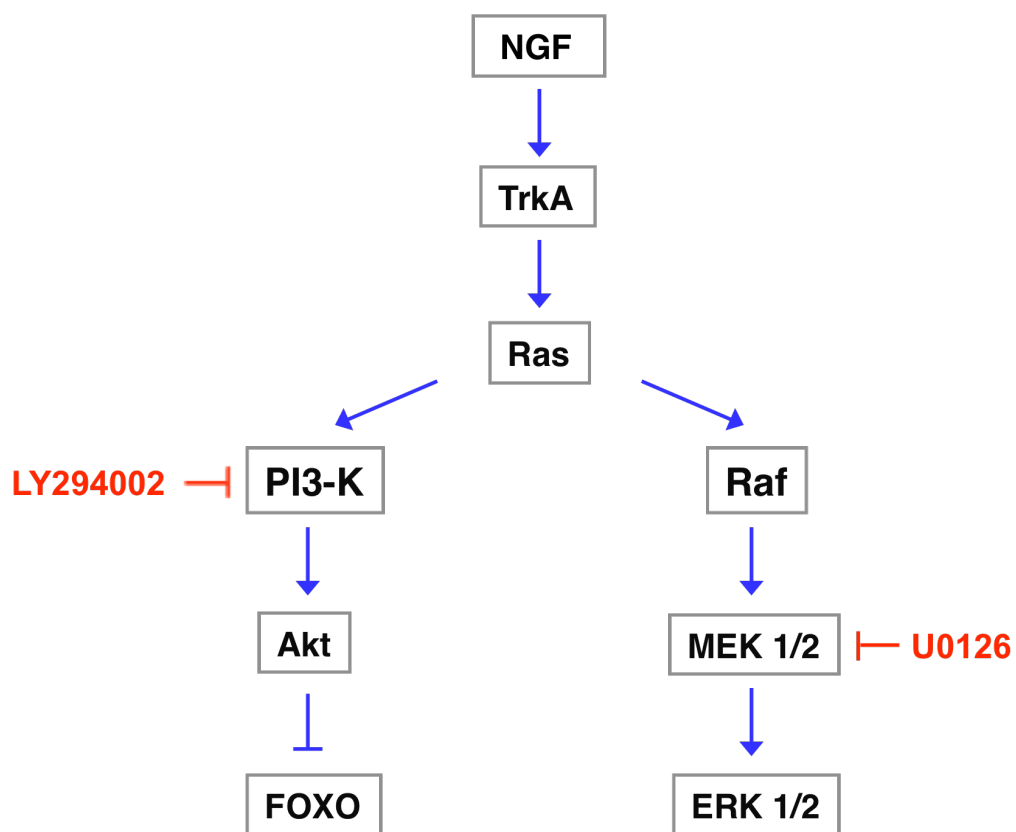 NGF
TrkA
Ras
LY294002
PI3-K
Raf
Akt
MEK 1/2
U0126
FOXO
ERK 1/2